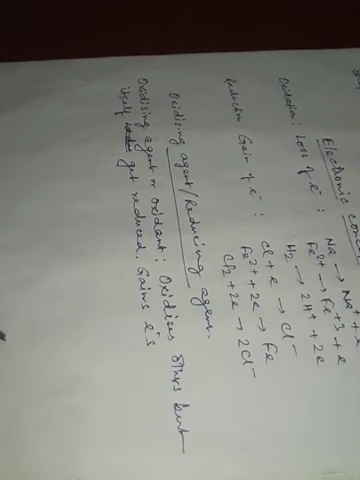 Electronic
Oxidation: Loss of e⁻ : Na → Na⁺ + e
Fe²⁺ → Fe⁺³ + e
H₂ → 2H⁺ + 2e
Reduction: Gain of e⁻ : Cl + e → Cl⁻
Fe²⁺ + 2e → Fe
Cl₂ + 2e → 2Cl⁻
Oxidising agent/Reducing agent
Oxidising agent or oxidant: Oxidises others but
itself get reduced. Gains e's